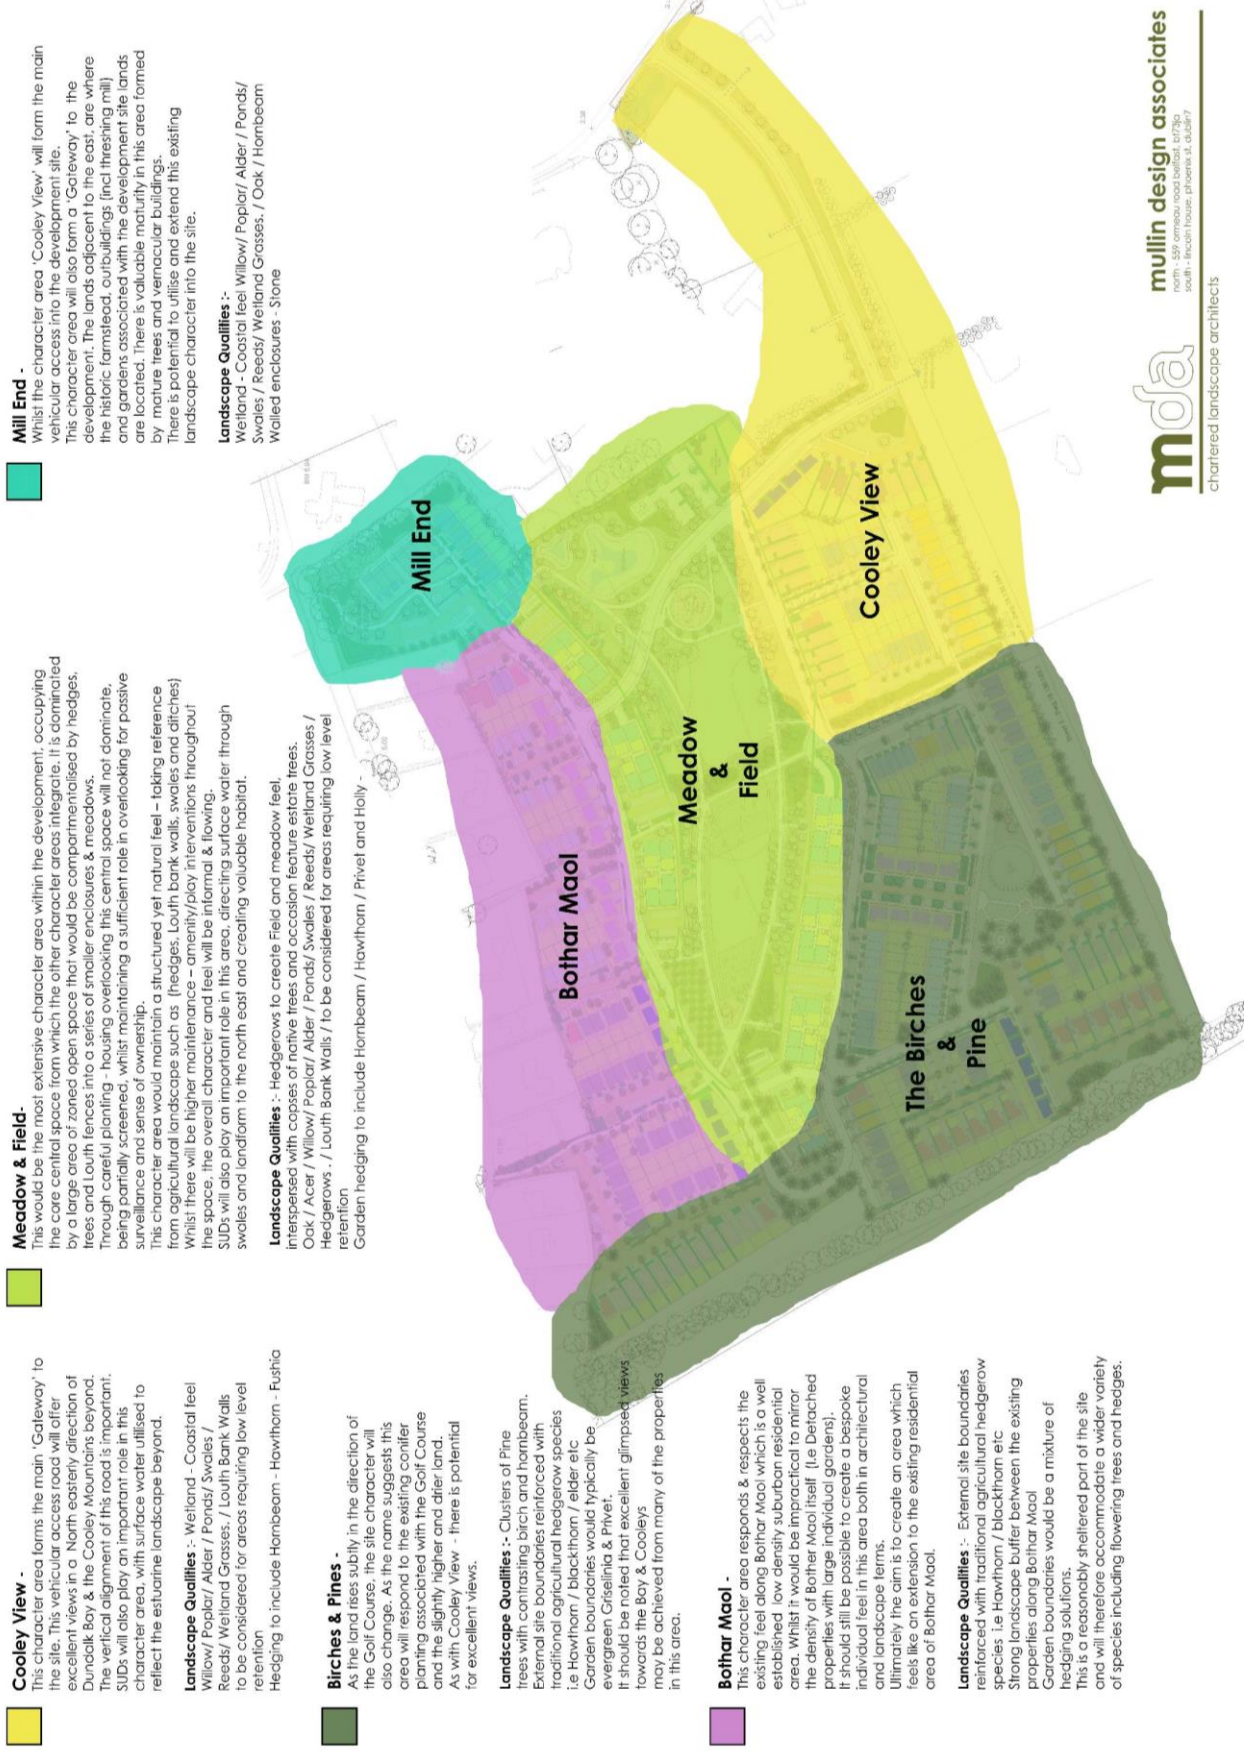 Cooley View -
This character area forms the main 'Gateway' to
the site. This vehicular access road will offer
excellent views in a North easterly direction of
Dundalk Bay & the Cooley Mountains beyond.
The vertical alignment of this road is important.
SUDs will also play an important role in this
character area, with surface water utilised to
reflect the estuarine landscape beyond.
Landscape Qualities :- Wetland - Coastal feel
Willow/ Poplar/ Alder / Ponds/ Swales /
Reeds/ Wetland Grasses. / Louth Bank Walls
to be considered for areas requiring low level
retention
Hedging to include Hornbeam - Hawthorn - Fushia
Meadow & Field-
This would be the most extensive character area within the development, occupying
the core central space from which the other character areas integrate. It is dominated
by a large area of zoned open space that would be compartmentalised by hedges,
trees and Louth fences into a series of smaller enclosures & meadows.
Through careful planting - housing overlooking this central space will not dominate,
being partially screened, whilst maintaining a sufficient role in overlooking for passive
surveillance and sense of ownership.
This character area would maintain a structured yet natural feel – taking reference
from agricultural landscape such as (hedges, Louth bank walls, swales and ditches)
Whilst there will be higher maintenance – amenity/play interventions throughout
the space, the overall character and feel will be informal & flowing.
SUDs will also play an important role in this area, directing surface water through
swales and landform to the north east and creating valuable habitat.
Landscape Qualities :- Hedgerows to create Field and meadow feel,
interspersed with copses of native trees and occasion feature estate trees.
Oak / Acer / Willow/ Poplar/ Alder / Ponds/ Swales / Reeds/ Wetland Grasses /
Hedgerows . / Louth Bank Walls / to be considered for areas requiring low level
retention
Garden hedging to include Hornbeam / Hawthorn / Privet and Holly -
Mill End -
Whilst the character area 'Cooley View' will form the main
vehicular access into the development site.
This character area will also form a 'Gateway' to the
development. The lands adjacent to the east, are where
the historic farmstead, outbuildings (incl threshing mill)
and gardens associated with the development site lands
are located. There is valuable maturity in this area formed
by mature trees and vernacular buildings.
There is potential to utilise and extend this existing
landscape character into the site.
Landscape Qualities :-
Wetland - Coastal feel Willow/ Poplar/ Alder / Ponds/
Swales / Reeds/ Wetland Grasses. / Oak / Hornbeam
Walled enclosures - Stone
Birches & Pines -
As the land rises subtly in the direction of
the Golf Course, the site character will
also change. As the name suggests this
area will respond to the existing conifer
planting associated with the Golf Course
and the slightly higher and drier land.
As with Cooley View - there is potential
for excellent views.
Landscape Qualities :- Clusters of Pine
trees with contrasting birch and hornbeam.
External site boundaries reinforced with
traditional agricultural hedgerow species
i.e Hawthorn / blackthorn / elder etc
Garden boundaries would typically be
evergreen Griselinia & Privet.
It should be noted that excellent glimpsed views
towards the Bay & Cooleys
may be achieved from many of the properties
in this area.
Bothar Maol -
This character area responds & respects the
existing feel along Bothar Maol which is a well
established low density suburban residential
area. Whilst it would be impractical to mirror
the density of Bother Maol itself (I.e Detached
properties with large individual gardens).
It should still be possible to create a bespoke
individual feel in this area both in architectural
and landscape terms.
Ultimately the aim is to create an area which
feels like an extension to the existing residential
area of Bothar Maol.
Landscape Qualities :- External site boundaries
reinforced with traditional agricultural hedgerow
species i.e Hawthorn / blackthorn etc
Strong landscape buffer between the existing
properties along Bothar Maol
Garden boundaries would be a mixture of
hedging solutions.
This is a reasonably sheltered part of the site
and will therefore accommodate a wider variety
of species including flowering trees and hedges.
Mill End
Bothar Maol
Meadow
&
Field
Cooley View
The Birches
&
Pine
mda
mullin design associates
north - 559 ormeau road belfast, bt73ja
south - lincoln house, phoenix st, dublin7
chartered landscape architects